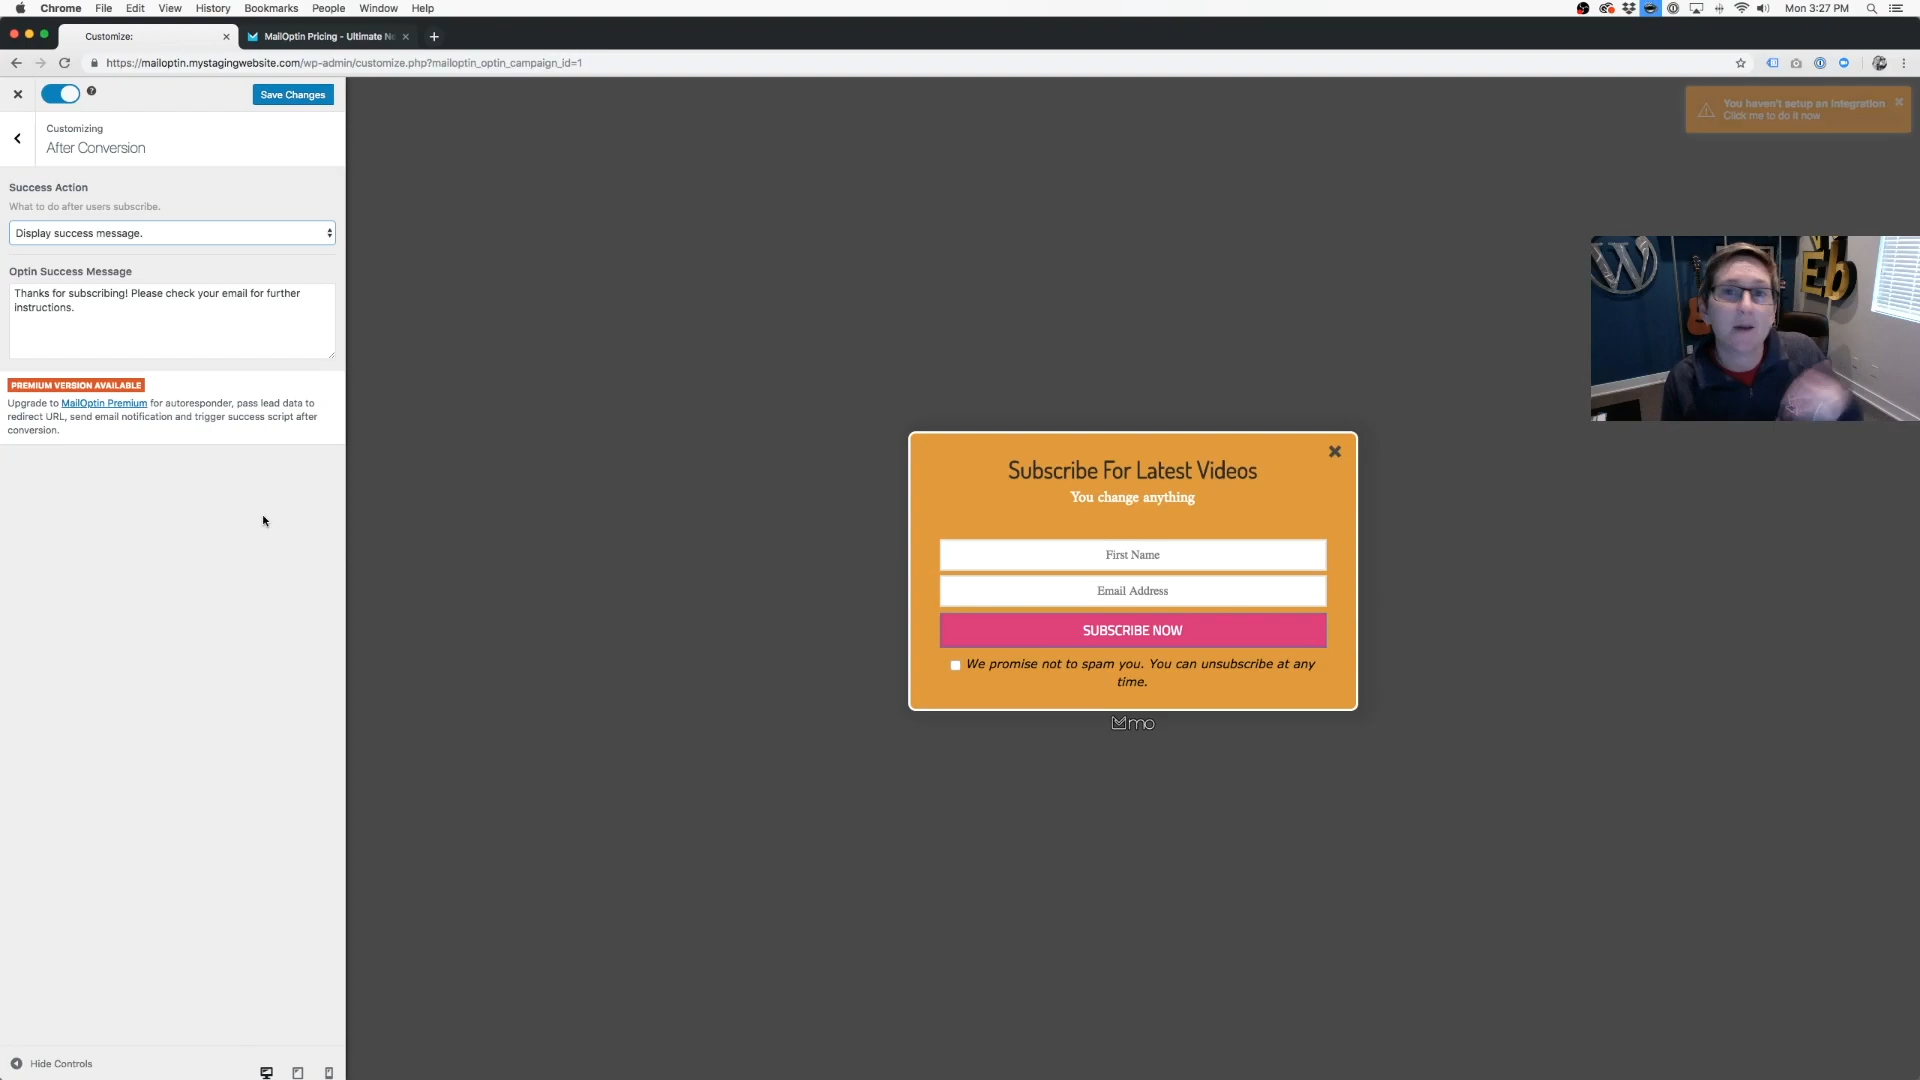 Chrome File Edit View History Bookmarks People Window Help Mon 3:27 PM
Customize: MailOptin Pricing - Ultimate
https://mailoptin.mystagingwebsite.com/wp-admin/customize.php?mailoptin_optin_campaign_id=1
Save Changes
Customizing
After Conversion
Success Action
What to do after users subscribe.
Display success message.
Optin Success Message
Thanks for subscribing! Please check your email for further
instructions.
PREMIUM VERSION AVAILABLE
Upgrade to MailOptin Premium for autoresponder, pass lead data to
redirect URL, send email notification and trigger success script after
conversion.
Hide Controls
You haven't setup an integration
Click me to do it now
W
Eb
Subscribe For Latest Videos
You change anything
First Name
Email Address
SUBSCRIBE NOW
We promise not to spam you. You can unsubscribe at any
time.
mo